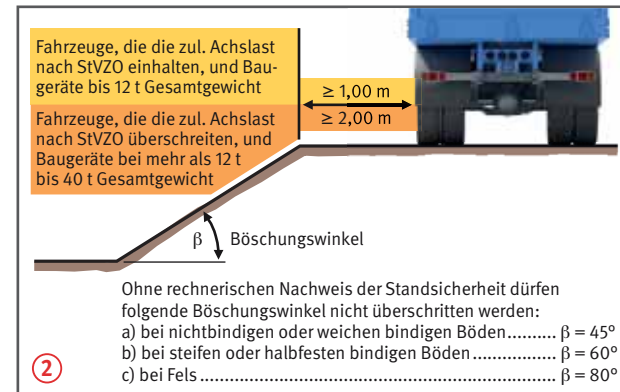 Fahrzeuge, die die zul. Achslast
nach StVZO einhalten, und Bau-
geräte bis 12 t Gesamtgewicht
≥ 1,00 m
≥ 2,00 m
Fahrzeuge, die die zul. Achslast
nach StVZO überschreiten, und
Baugeräte bei mehr als 12 t
bis 40 t Gesamtgewicht
β Böschungswinkel
Ohne rechnerischen Nachweis der Standsicherheit dürfen
folgende Böschungswinkel nicht überschritten werden:
a) bei nichtbindigen oder weichen bindigen Böden.......... β = 45°
b) bei steifen oder halbfesten bindigen Böden ................. β = 60°
c) bei Fels.......................................................................... β = 80°
2